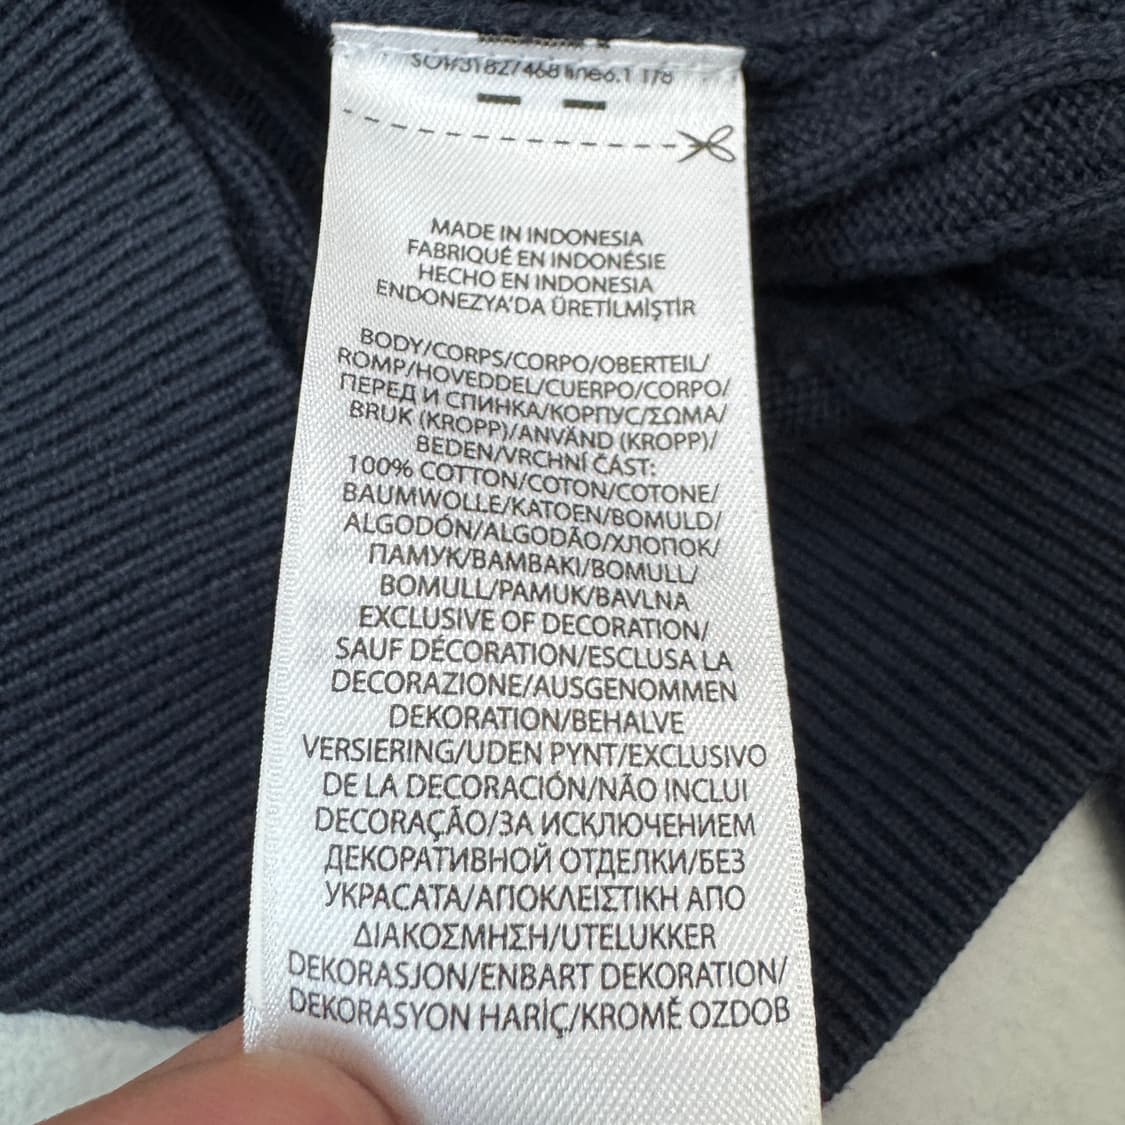 MADE IN INDONESIA
FABRIQUÉ EN INDONÉSIE
HECHO EN INDONESIA
ENDONEZYA'DA ÜRETİLMİŞTİR
BODY/CORPS/CORPO/OBERTEIL/
ROMP/HOVEDDEL/CUERPO/CORPO/
ПЕРЕД И СПИНКА/КОРПУС/ΣΩΜΑ/
BRUK (KROPP)/ANVÄND (KROPP)/
BEDEN/VRCHNÍ ČÁST:
100% COTTON/COTON/COTONE/
BAUMWOLLE/KATOEN/BOMULD/
ALGODÓN/ALGODÃO/ХЛОПОК/
ПАМУК/BAMBAKI/BOMULL/
BOMULL/PAMUK/BAVLNA
EXCLUSIVE OF DECORATION/
SAUF DÉCORATION/ESCLUSA LA
DECORAZIONE/AUSGENOMMEN
DEKORATION/BEHALVE
VERSIERING/UDEN PYNT/EXCLUSIVO
DE LA DECORACIÓN/NÃO INCLUI
DECORAÇÃO/ЗА ИСКЛЮЧЕНИЕМ
ДЕКОРАТИВНОЙ ОТДЕЛКИ/БЕЗ
УКРАСАТА/ΑΠΟΚΛΕΙΣΤΙΚΗ ΑΠΟ
ΔΙΑΚΟΣΜΗΣΗ/UTELUKKER
DEKORASJON/ENBART DEKORATION/
DEKORASYON HARİÇ/KROMĚ OZDOB